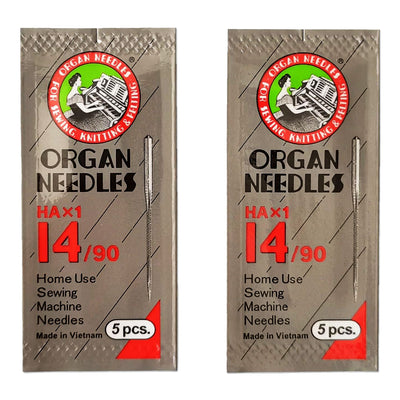 ORGAN NEEDLES ®
FOR SEWING, KNITTING & FELTING
ORGAN
NEEDLES
HA×1
14/90
Home Use
Sewing
Machine
Needles
Made in Vietnam
5 pcs.
ORGAN NEEDLES ®
FOR SEWING, KNITTING & FELTING
ORGAN
NEEDLES
HA×1
14/90
Home Use
Sewing
Machine
Needles
Made in Vietnam
5 pcs.